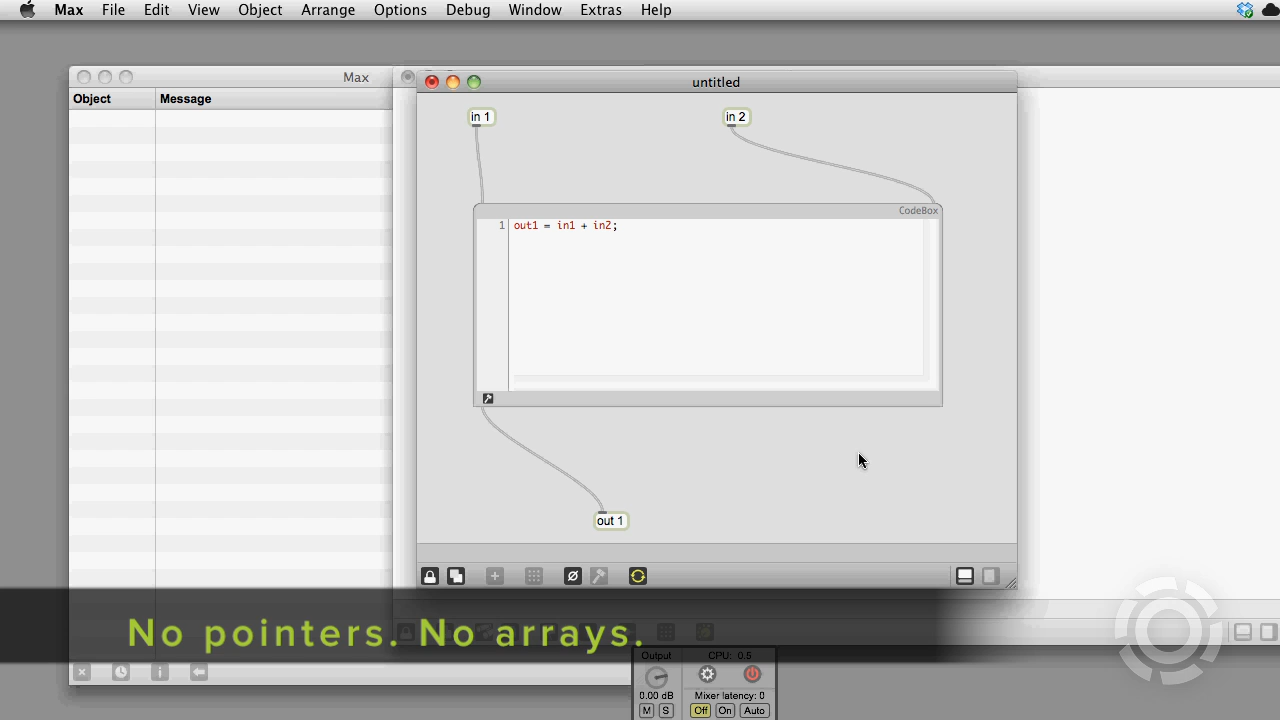 Max File Edit View Object Arrange Options Debug Window Extras Help
Max
untitled
Object Message
in 1
in 2
CodeBox
1 out1 = in1 + in2;
out 1
No pointers. No arrays.
Output CPU: 0.5
0.00 dB Mixer latency: 0
M S Off On Auto